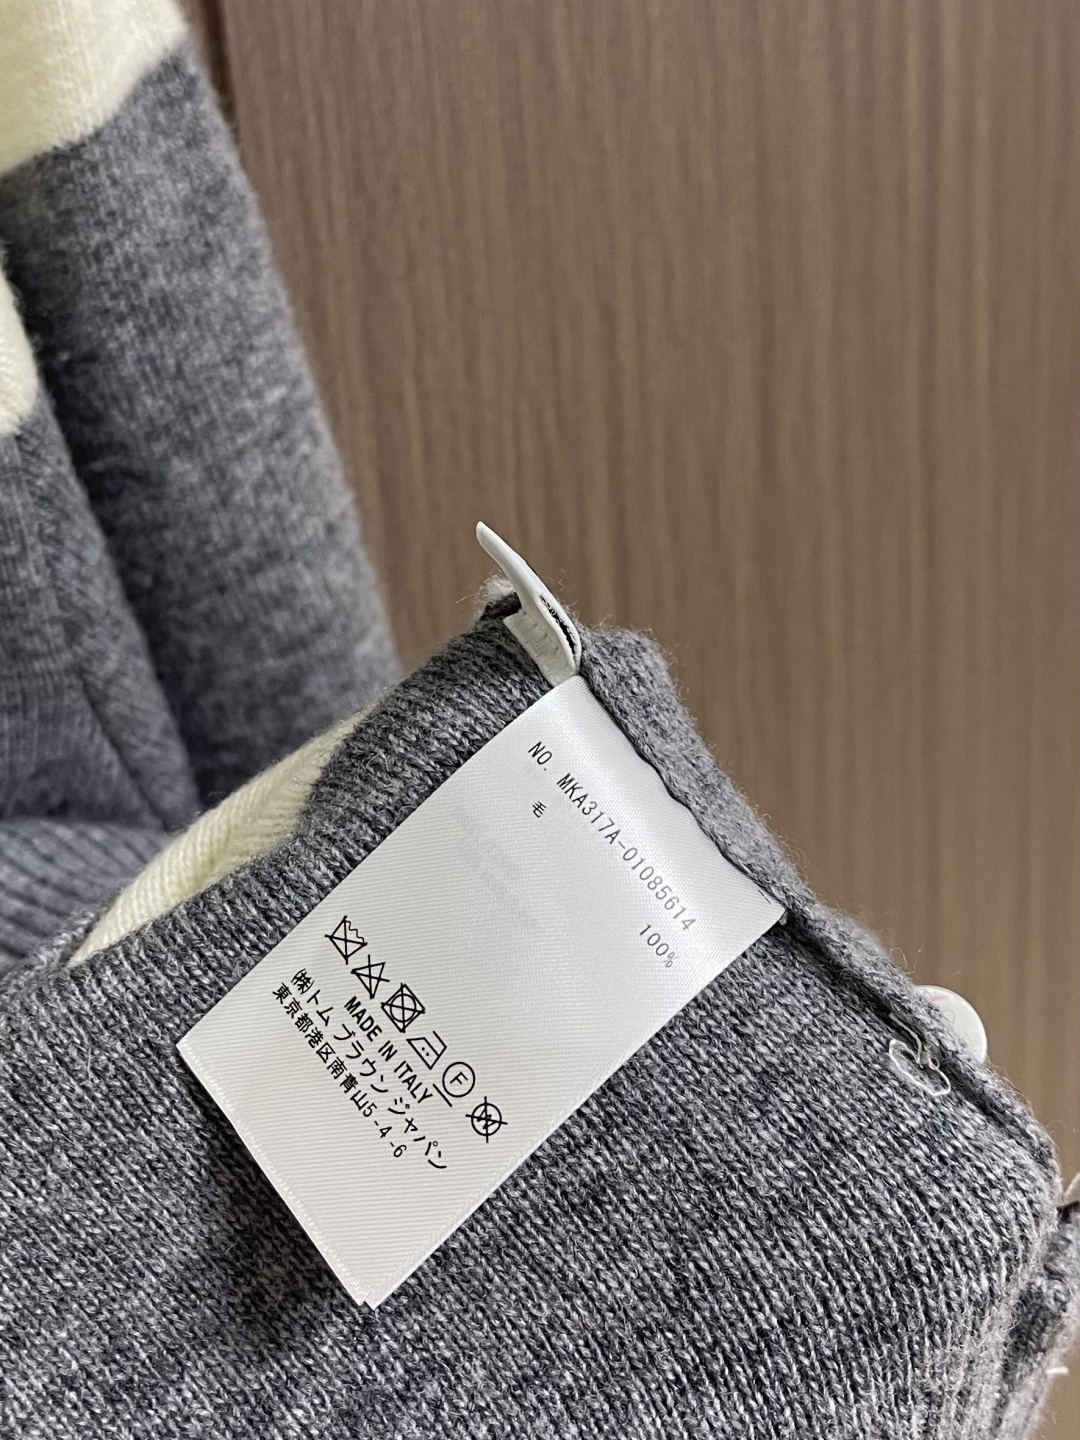 NO. MKA317A-01085614
毛 100%
F
MADE IN ITALY
㈱トム ブラウン ジャパン
東京都港区南青山5-4-6